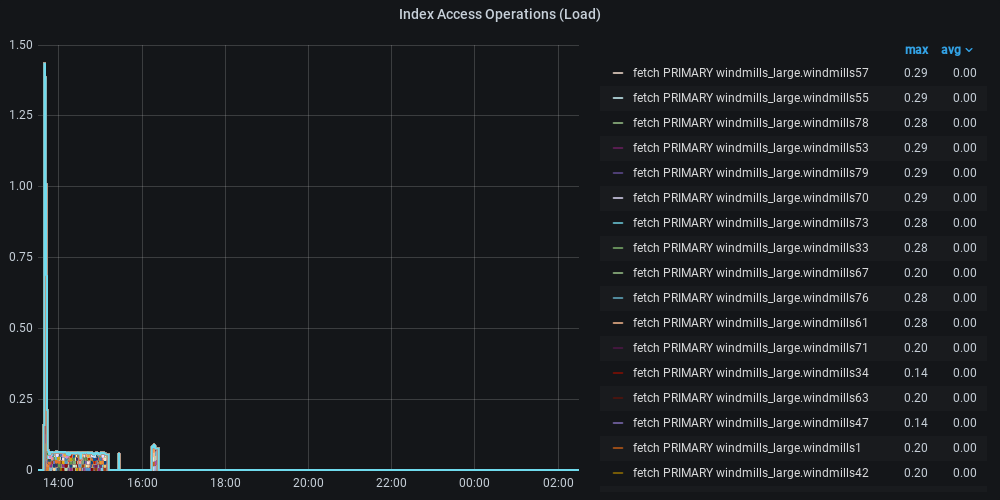 Index Access Operations (Load)
1.50
1.25
1.00
0.75
0.50
0.25
0
14:00 16:00 18:00 20:00 22:00 00:00 02:00
max avg
fetch PRIMARY windmills_large.windmills57 0.29 0.00
fetch PRIMARY windmills_large.windmills55 0.29 0.00
fetch PRIMARY windmills_large.windmills78 0.28 0.00
fetch PRIMARY windmills_large.windmills53 0.29 0.00
fetch PRIMARY windmills_large.windmills79 0.29 0.00
fetch PRIMARY windmills_large.windmills70 0.29 0.00
fetch PRIMARY windmills_large.windmills73 0.28 0.00
fetch PRIMARY windmills_large.windmills33 0.28 0.00
fetch PRIMARY windmills_large.windmills67 0.20 0.00
fetch PRIMARY windmills_large.windmills76 0.28 0.00
fetch PRIMARY windmills_large.windmills61 0.28 0.00
fetch PRIMARY windmills_large.windmills71 0.20 0.00
fetch PRIMARY windmills_large.windmills34 0.14 0.00
fetch PRIMARY windmills_large.windmills63 0.20 0.00
fetch PRIMARY windmills_large.windmills47 0.14 0.00
fetch PRIMARY windmills_large.windmills1 0.20 0.00
fetch PRIMARY windmills_large.windmills42 0.20 0.00